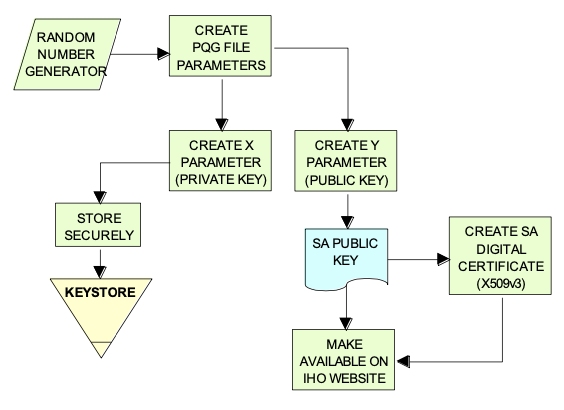 RANDOM
NUMBER
GENERATOR
CREATE
PQG FILE
PARAMETERS
CREATE X
PARAMETER
(PRIVATE KEY)
CREATE Y
PARAMETER
(PUBLIC KEY)
STORE
SECURELY
KEYSTORE
SA PUBLIC
KEY
CREATE SA
DIGITAL
CERTIFICATE
(X509v3)
MAKE
AVAILABLE ON
IHO WEBSITE